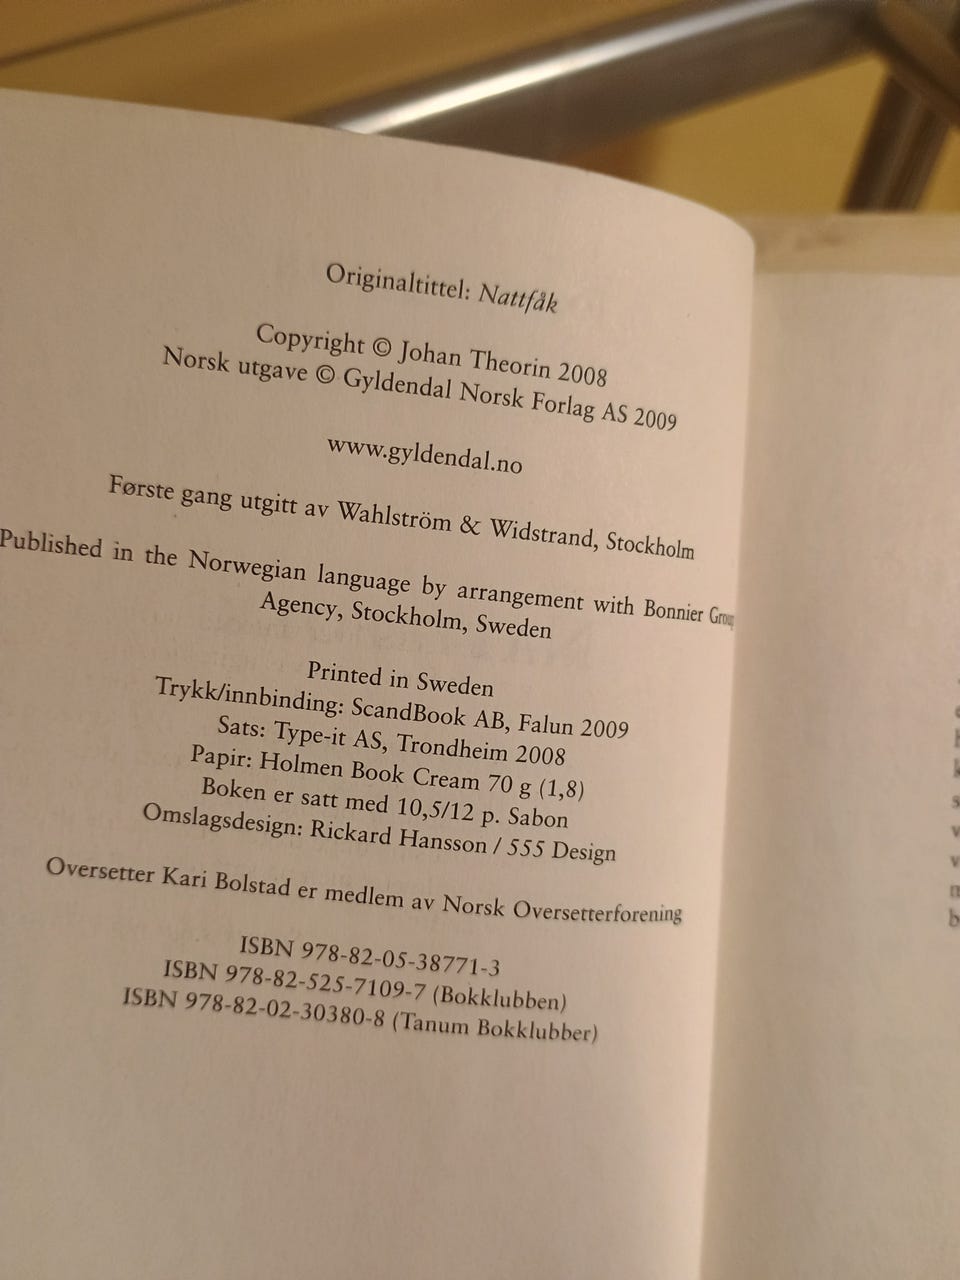 Originaltittel: Nattfåk
Copyright © Johan Theorin 2008
Norsk utgave © Gyldendal Norsk Forlag AS 2009
www.gyldendal.no
Første gang utgitt av Wahlström & Widstrand, Stockholm
Published in the Norwegian language by arrangement with Bonnier Group
Agency, Stockholm, Sweden
Printed in Sweden
Trykk/innbinding: ScandBook AB, Falun 2009
Sats: Type-it AS, Trondheim 2008
Papir: Holmen Book Cream 70 g (1,8)
Boken er satt med 10,5/12 p. Sabon
Omslagsdesign: Rickard Hansson / 555 Design
Oversetter Kari Bolstad er medlem av Norsk Oversetterforening
ISBN 978-82-05-38771-3
ISBN 978-82-525-7109-7 (Bokklubben)
ISBN 978-82-02-30380-8 (Tanum Bokklubber)